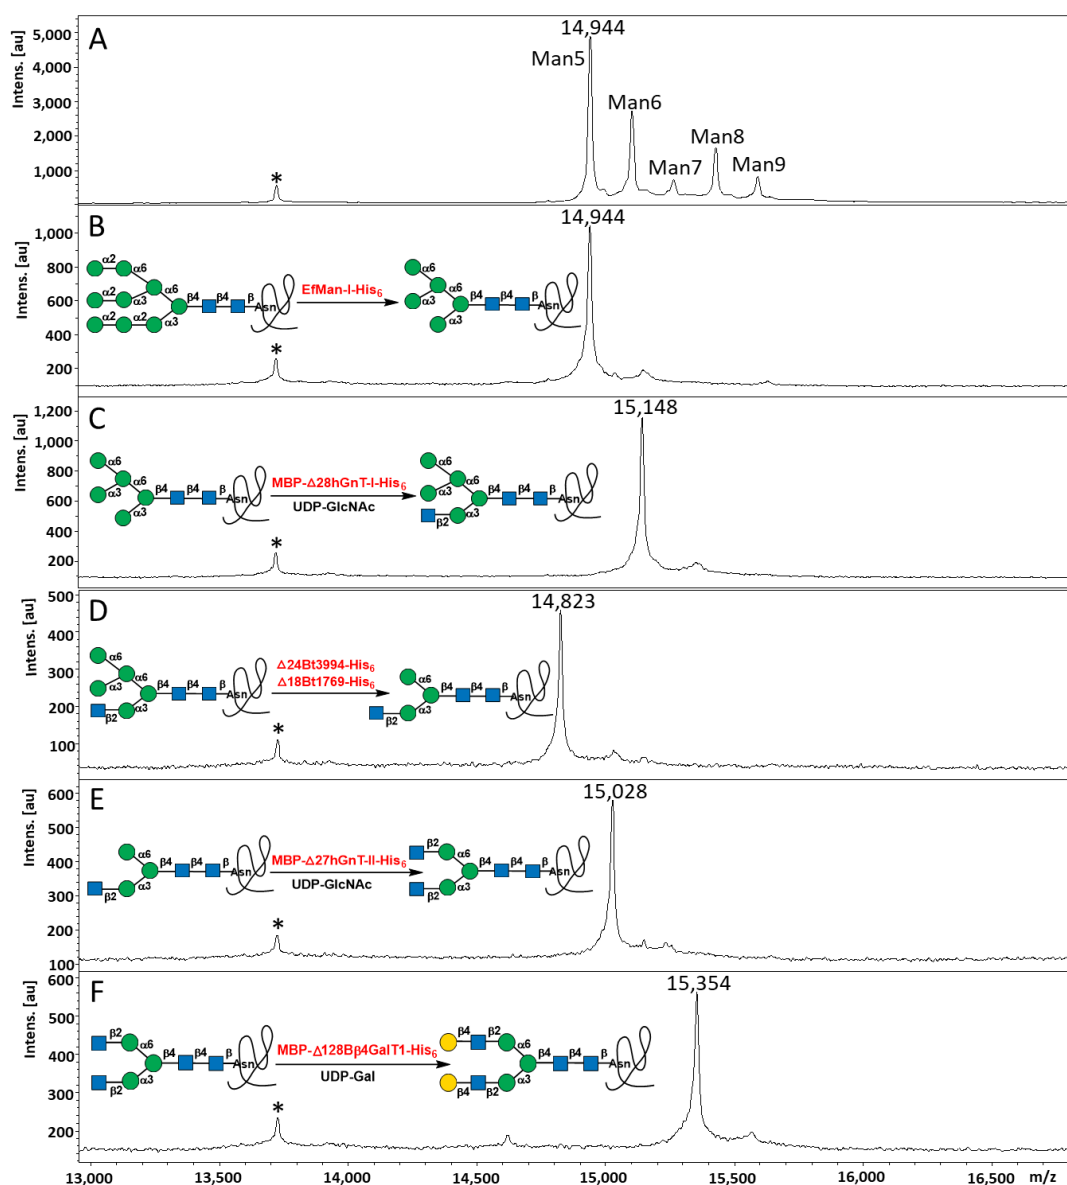 A
Intens. [au]
5,000
4,000
3,000
2,000
1,000
14,944
Man5
Man6
Man7
Man8
Man9
*
B
Intens. [au]
1,000
800
600
400
200
14,944
α2 α6
α2 α6
α3
α2 α2 α3
β4 β4 β
Asn
EfMan-I-His6
α6
α6
α3
α3
β4 β4 β
Asn
*
C
Intens. [au]
1,200
1,000
800
600
400
200
15,148
α6
α6
α3
α3
β4 β4 β
Asn
MBP-Δ28hGnT-I-His6
UDP-GlcNAc
α6
α6
α3
β2 α3
β4 β4 β
Asn
*
D
Intens. [au]
500
400
300
200
100
14,823
α6
α6
α3
β2 α3
β4 β4 β
Asn
Δ24Bt3994-His6
Δ18Bt1769-His6
α6
β2 α3
β4 β4 β
Asn
*
E
Intens. [au]
600
500
400
300
200
100
15,028
α6
β2 α3
β4 β4 β
Asn
MBP-Δ27hGnT-II-His6
UDP-GlcNAc
β2 α6
β2 α3
β4 β4 β
Asn
*
F
Intens. [au]
600
500
400
300
200
15,354
β2 α6
β2 α3
β4 β4 β
Asn
MBP-Δ128Bβ4GalT1-His6
UDP-Gal
β4 β2 α6
β4 β2 α3
β4 β4 β
Asn
*
13,000 13,500 14,000 14,500 15,000 15,500 16,000 16,500 m/z